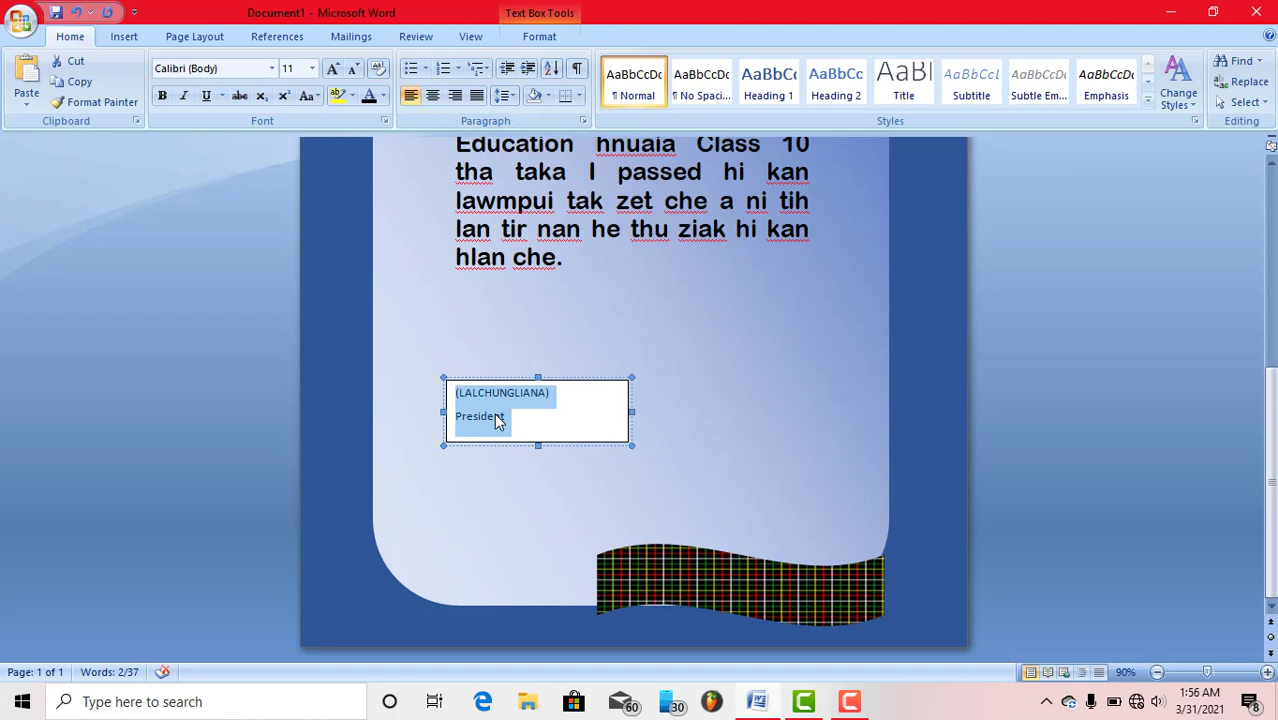 Document1 - Microsoft Word
Text Box Tools
Home
Insert
Page Layout
References
Mailings
Review
View
Format
Paste
Cut
Copy
Format Painter
Clipboard
Calibri (Body)
11
Font
Paragraph
AaBbCcDc
¶ Normal
AaBbCcDc
¶ No Spaci...
AaBbCc
Heading 1
AaBbCc
Heading 2
AaBl
Title
AaBbCcL
Subtitle
AaBbCcDc
Subtle Em...
AaBbCcDc
Emphasis
Change
Styles
Styles
Find
Replace
Select
Editing
Education hnuaia Class 10
tha taka I passed hi kan
lawmpui tak zet che a ni tih
lan tir nan he thu ziak hi kan
hlan che.
(LALCHUNGLIANA)
President
Page: 1 of 1
Words: 2/37
90%
Type here to search
60
30
1:56 AM
3/31/2021
8